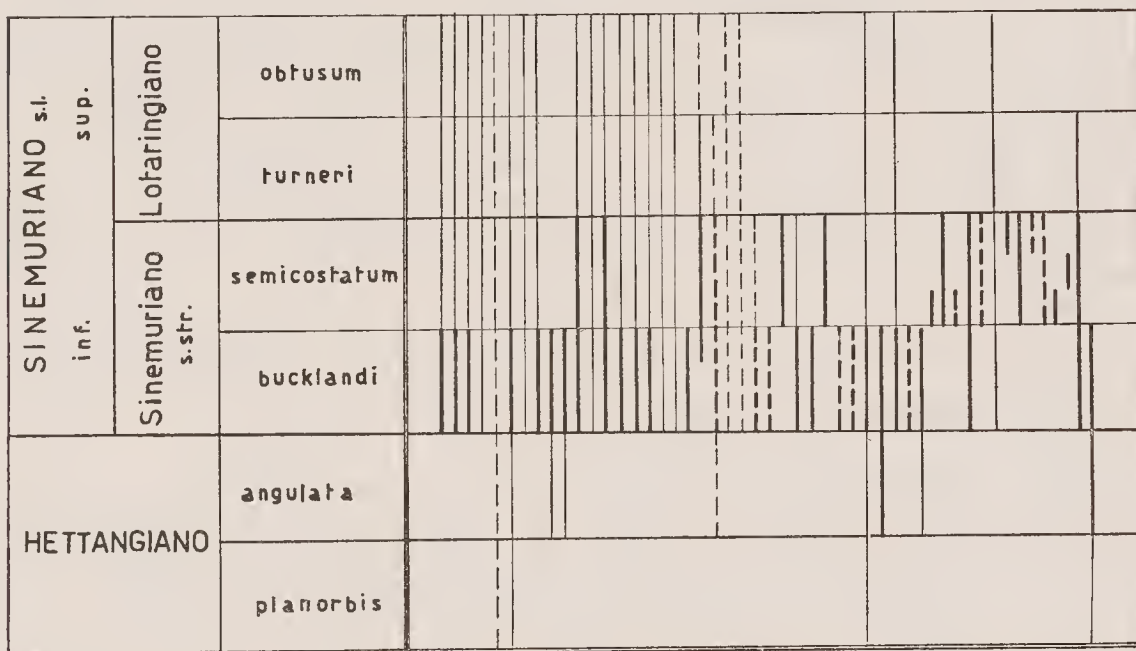 SINEMURIANO s.l.
inf. sup.
Lotaringiano
Sinemuriano
s.str.
obtusum
turneri
semicostatum
bucklandi
HETTANGIANO
angulata
planorbis